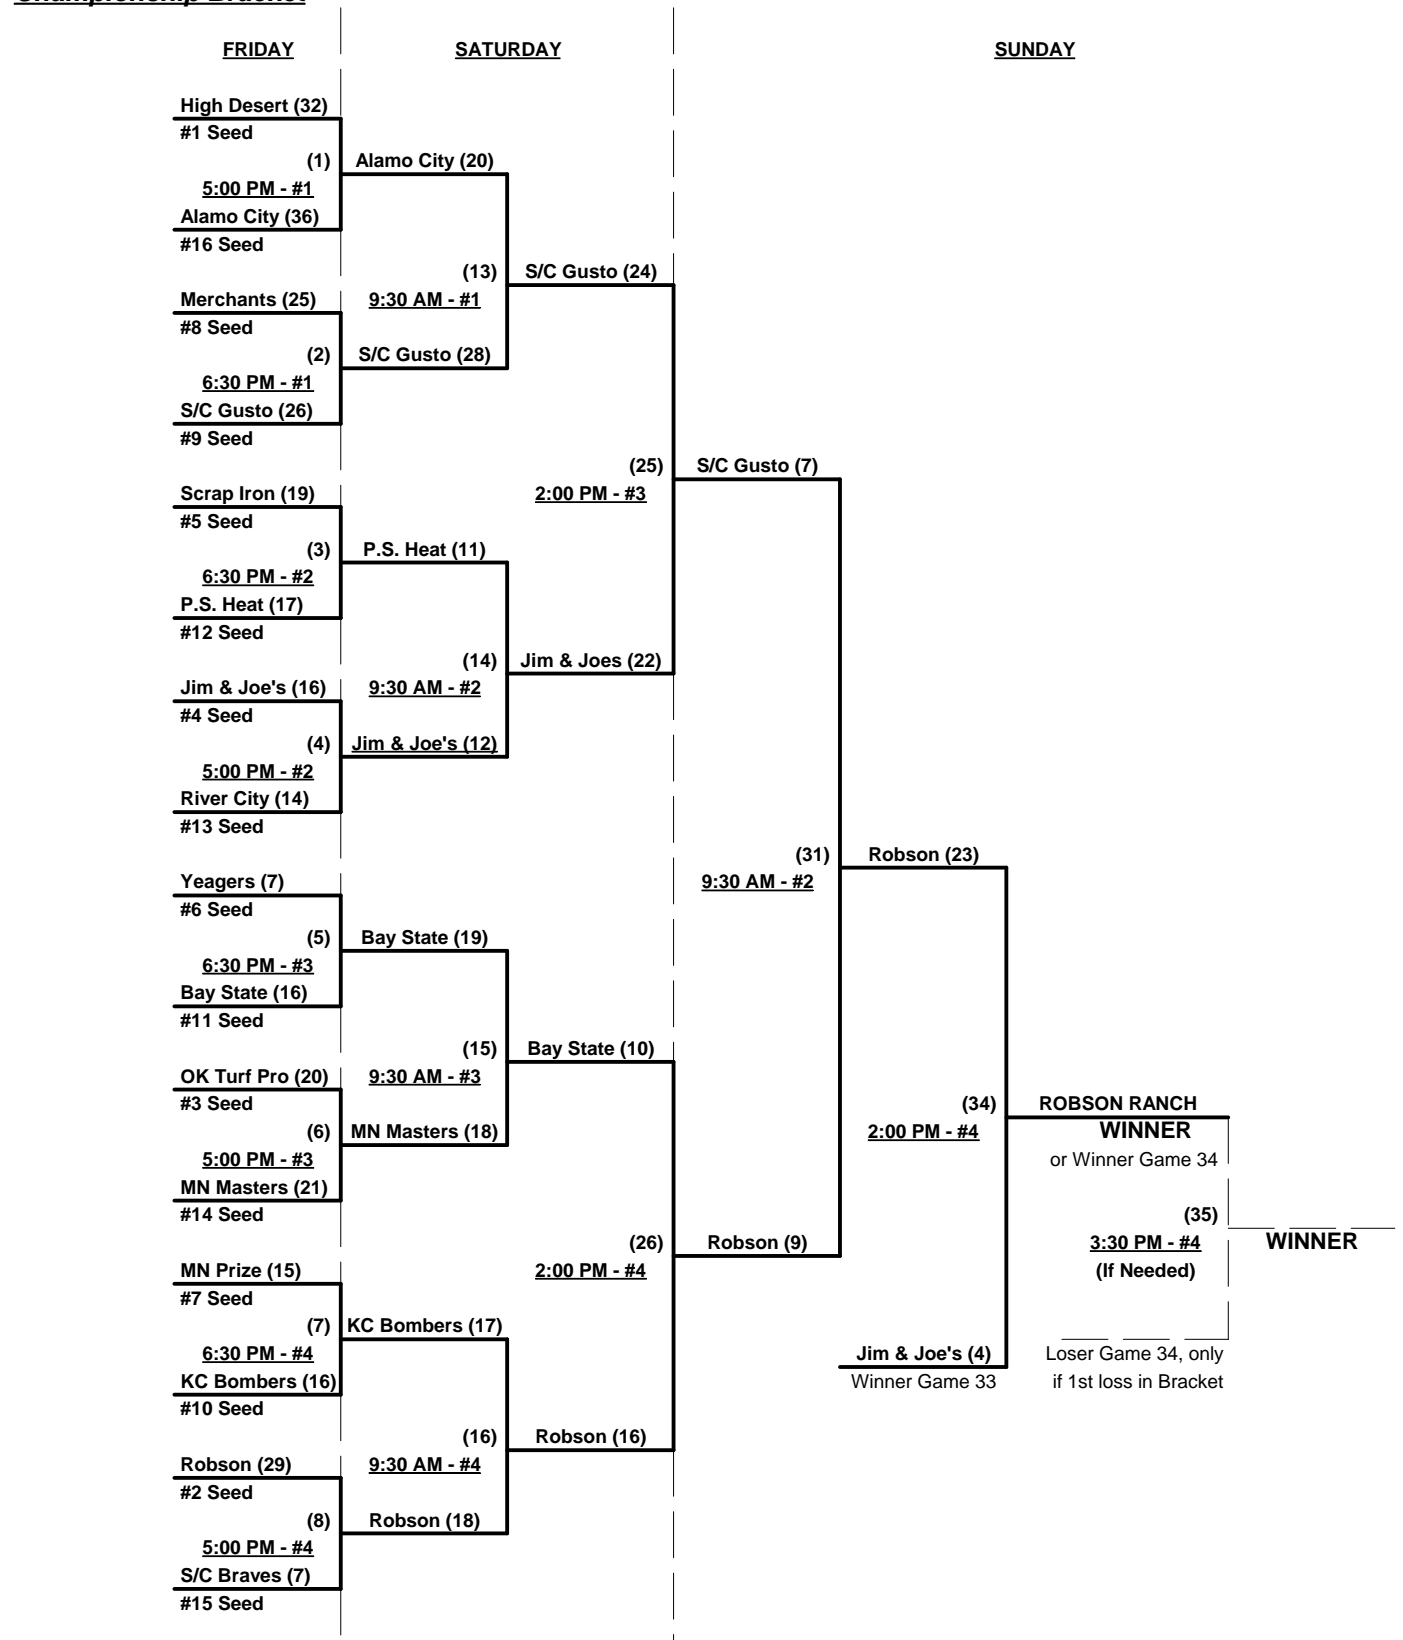 Championship Bracket
FRIDAY
SATURDAY
SUNDAY
High Desert (32)
#1 Seed
(1)
Alamo City (20)
5:00 PM - #1
Alamo City (36)
#16 Seed
(13)
S/C Gusto (24)
Merchants (25)
9:30 AM - #1
#8 Seed
(2)
S/C Gusto (28)
6:30 PM - #1
S/C Gusto (26)
#9 Seed
(25)
S/C Gusto (7)
Scrap Iron (19)
2:00 PM - #3
#5 Seed
(3)
P.S. Heat (11)
6:30 PM - #2
P.S. Heat (17)
#12 Seed
(14)
Jim & Joes (22)
Jim & Joe's (16)
9:30 AM - #2
#4 Seed
(4)
Jim & Joe's (12)
5:00 PM - #2
River City (14)
#13 Seed
(31)
Robson (23)
Yeagers (7)
9:30 AM - #2
#6 Seed
(5)
Bay State (19)
6:30 PM - #3
Bay State (16)
#11 Seed
(15)
Bay State (10)
OK Turf Pro (20)
9:30 AM - #3
#3 Seed
(34)
ROBSON RANCH
(6)
MN Masters (18)
2:00 PM - #4
WINNER
5:00 PM - #3
or Winner Game 34
MN Masters (21)
#14 Seed
(35)
(26)
Robson (9)
3:30 PM - #4
WINNER
MN Prize (15)
2:00 PM - #4
(If Needed)
#7 Seed
(7)
KC Bombers (17)
6:30 PM - #4
Jim & Joe's (4)
Loser Game 34, only
KC Bombers (16)
Winner Game 33
if 1st loss in Bracket
#10 Seed
(16)
Robson (16)
Robson (29)
9:30 AM - #4
#2 Seed
(8)
Robson (18)
5:00 PM - #4
S/C Braves (7)
#15 Seed